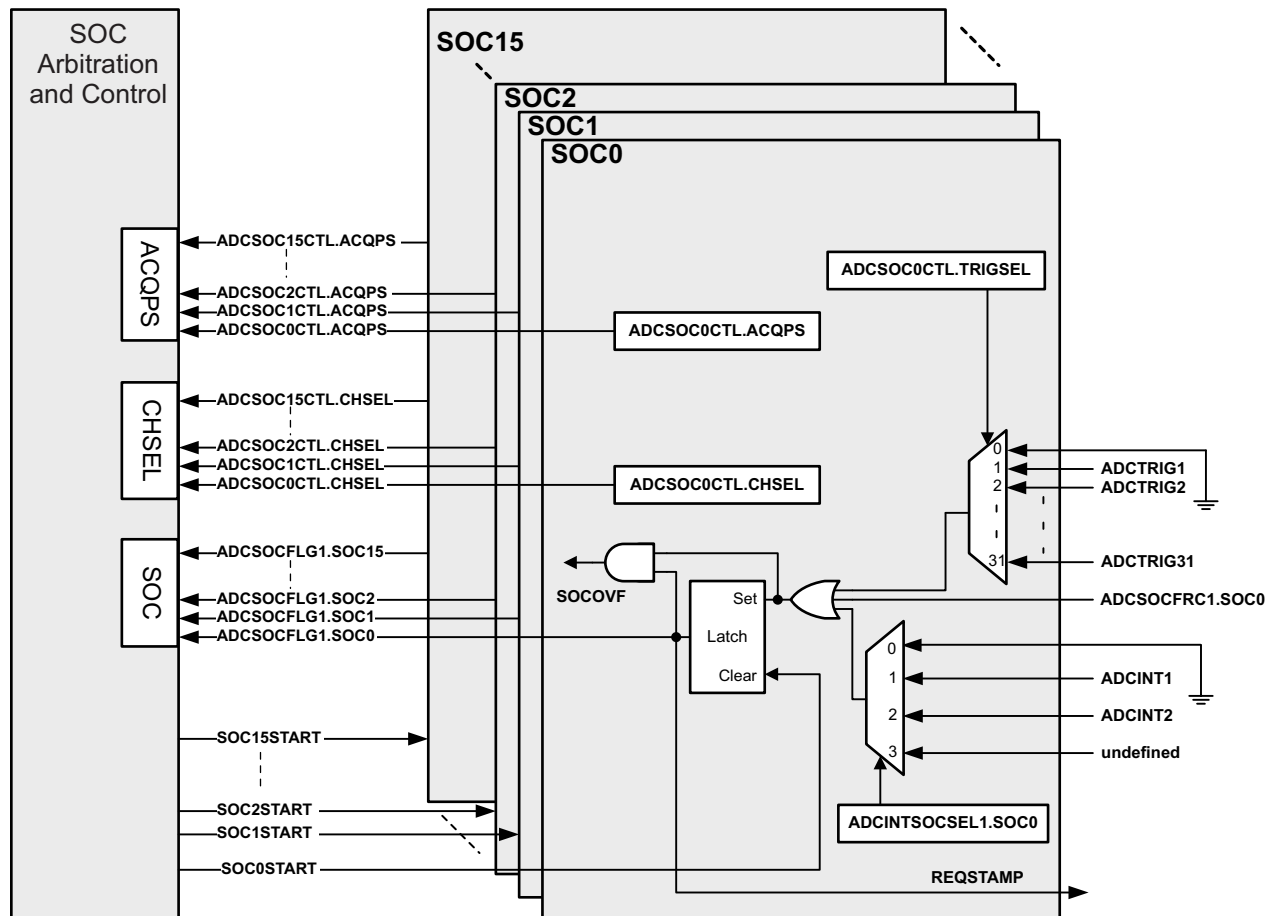 SOC
Arbitration
and Control
SOC15
SOC2
SOC1
SOC0
ACQPS
ADCSOC15CTL.ACQPS
ADCSOC2CTL.ACQPS
ADCSOC1CTL.ACQPS
ADCSOC0CTL.ACQPS
ADCSOC0CTL.ACQPS
ADCSOC0CTL.TRIGSEL
CHSEL
ADCSOC15CTL.CHSEL
ADCSOC2CTL.CHSEL
ADCSOC1CTL.CHSEL
ADCSOC0CTL.CHSEL
ADCSOC0CTL.CHSEL
0
1
2
31
ADCTRIG1
ADCTRIG2
ADCTRIG31
SOC
ADCSOCFLG1.SOC15
ADCSOCFLG1.SOC2
ADCSOCFLG1.SOC1
ADCSOCFLG1.SOC0
SOCOVF
Set
Latch
Clear
ADCSOCFRC1.SOC0
0
1
2
3
ADCINT1
ADCINT2
undefined
ADCINTSOCSEL1.SOC0
SOC15START
SOC2START
SOC1START
SOC0START
REQSTAMP